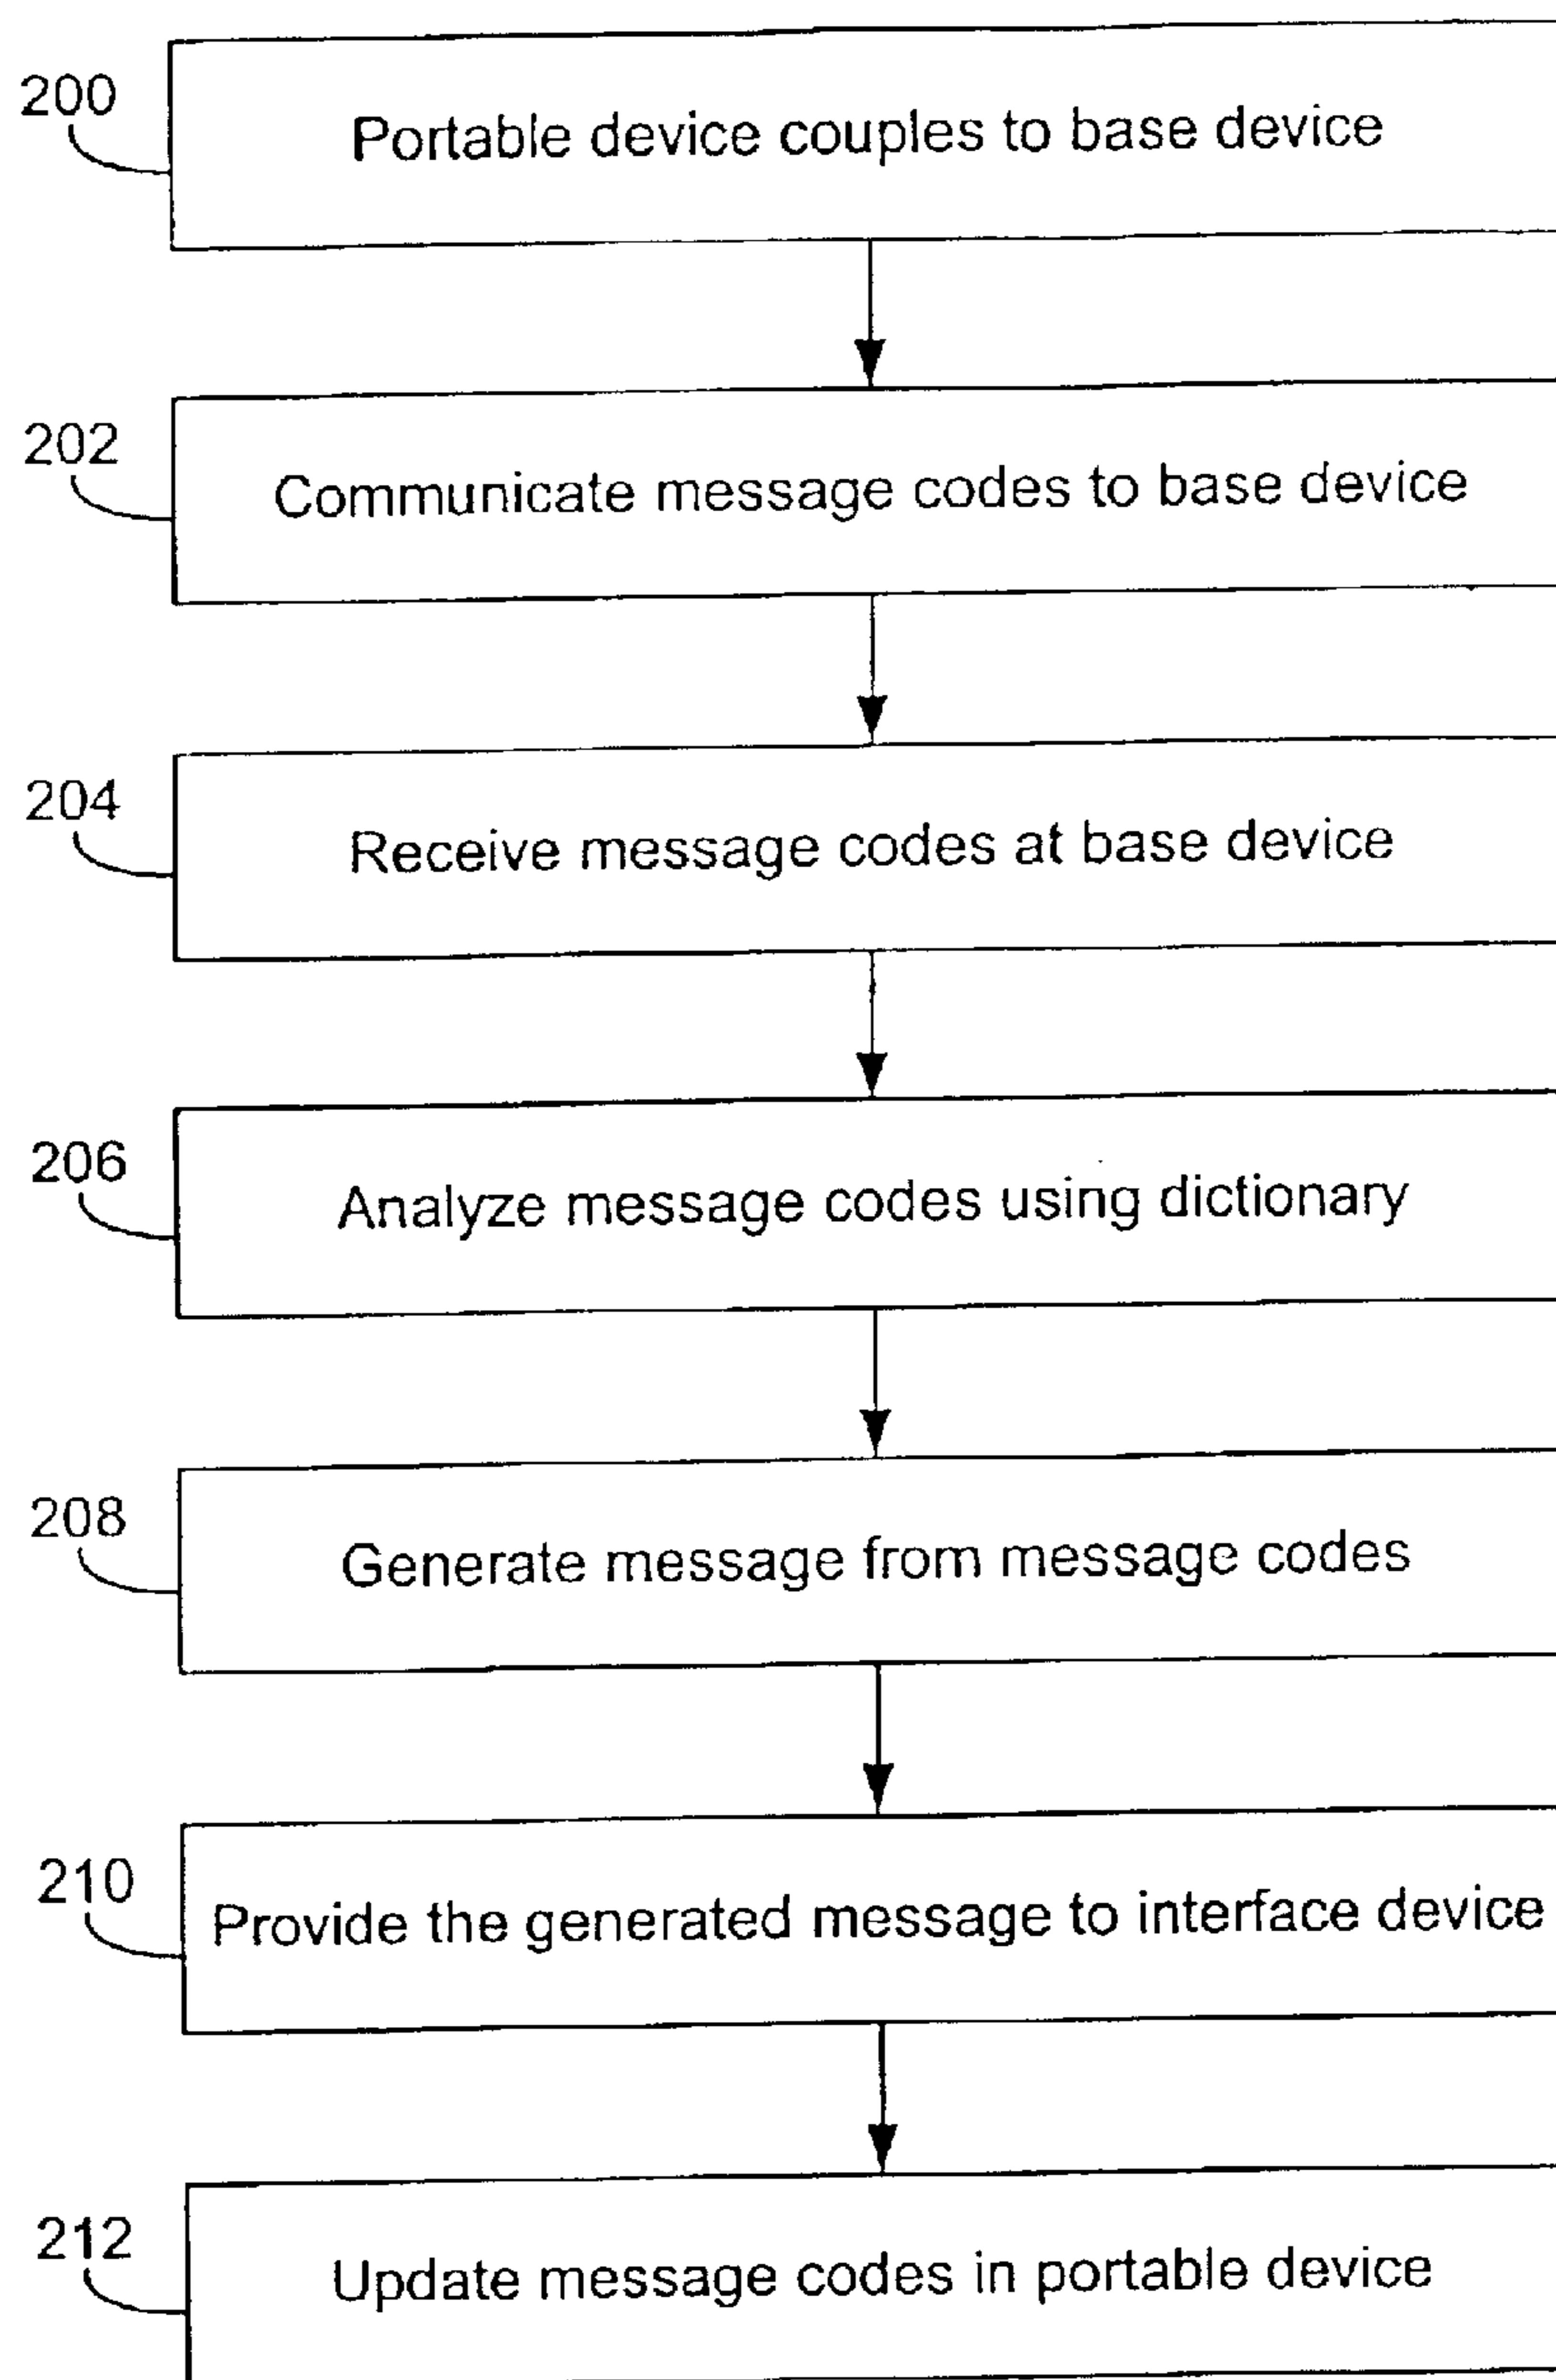 200
Portable device couples to base device
202
Communicate message codes to base device
204
Receive message codes at base device
206
Analyze message codes using dictionary
208
Generate message from message codes
210
Provide the generated message to interface device
212
Update message codes in portable device